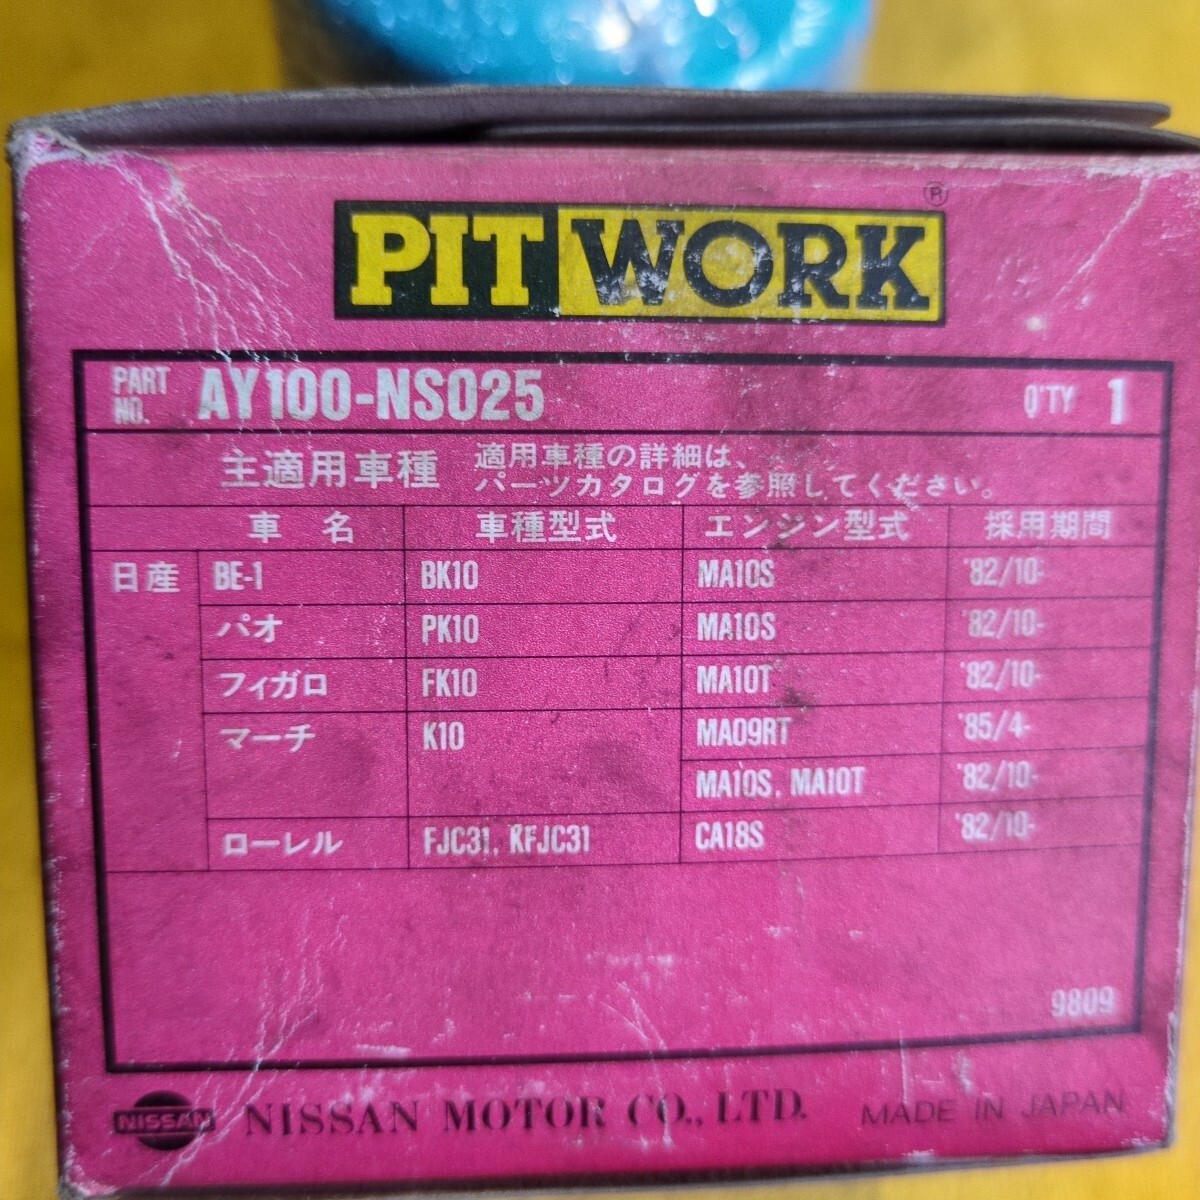 PIT WORK ®
PART NO. AY100-NS025 Q'TY 1
主適用車種 適用車種の詳細は、
パーツカタログを参照してください。
車 名 車種型式 エンジン型式 採用期間
日産 BE-1 BK10 MA10S '82/10-
パオ PK10 MA10S '82/10-
フィガロ FK10 MA10T '82/10-
マーチ K10 MA09RT '85/4-
MA10S, MA10T '82/10-
ローレル FJC31, KFJC31 CA18S '82/10-
9809
NISSAN NISSAN MOTOR CO., LTD. MADE IN JAPAN